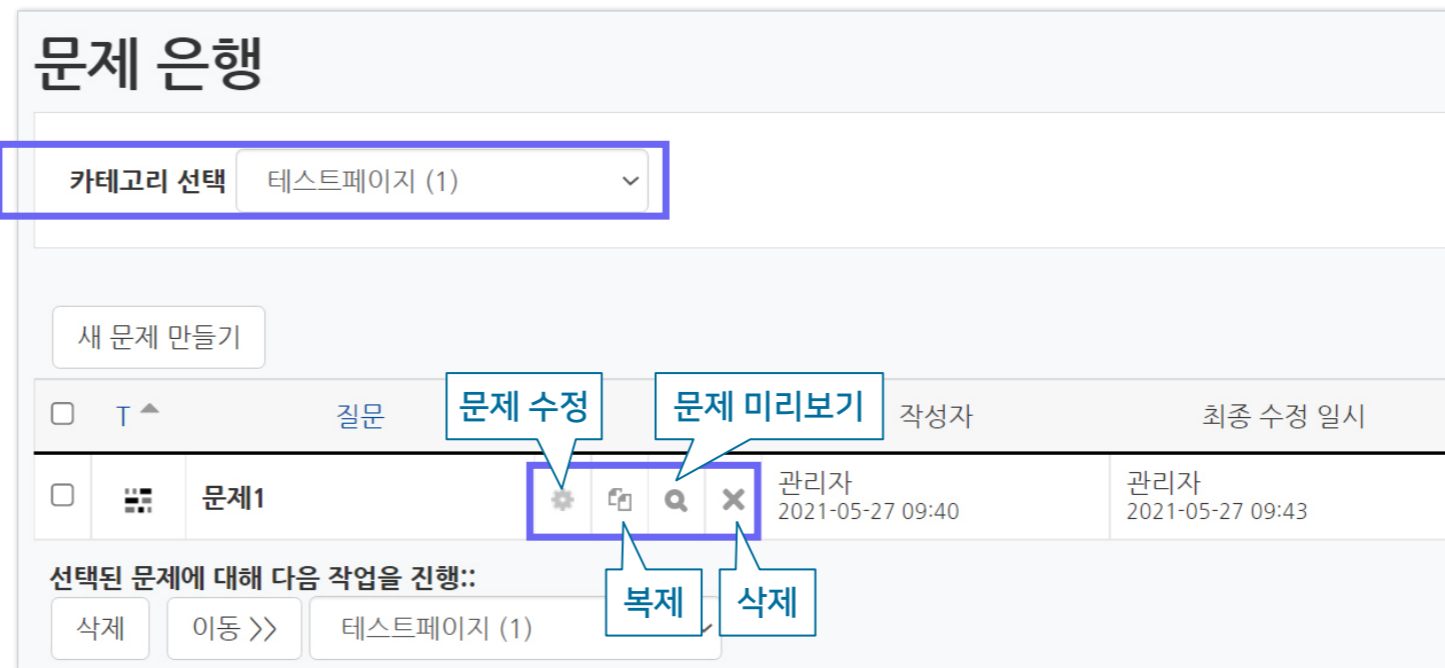 문제 은행
카테고리 선택 테스트페이지 (1)
새 문제 만들기
T 질문 문제 수정 문제 미리보기 작성자 최종 수정 일시
문제1 관리자 관리자
2021-05-27 09:40 2021-05-27 09:43
선택된 문제에 대해 다음 작업을 진행::
복제 삭제
삭제 이동 >> 테스트페이지 (1)